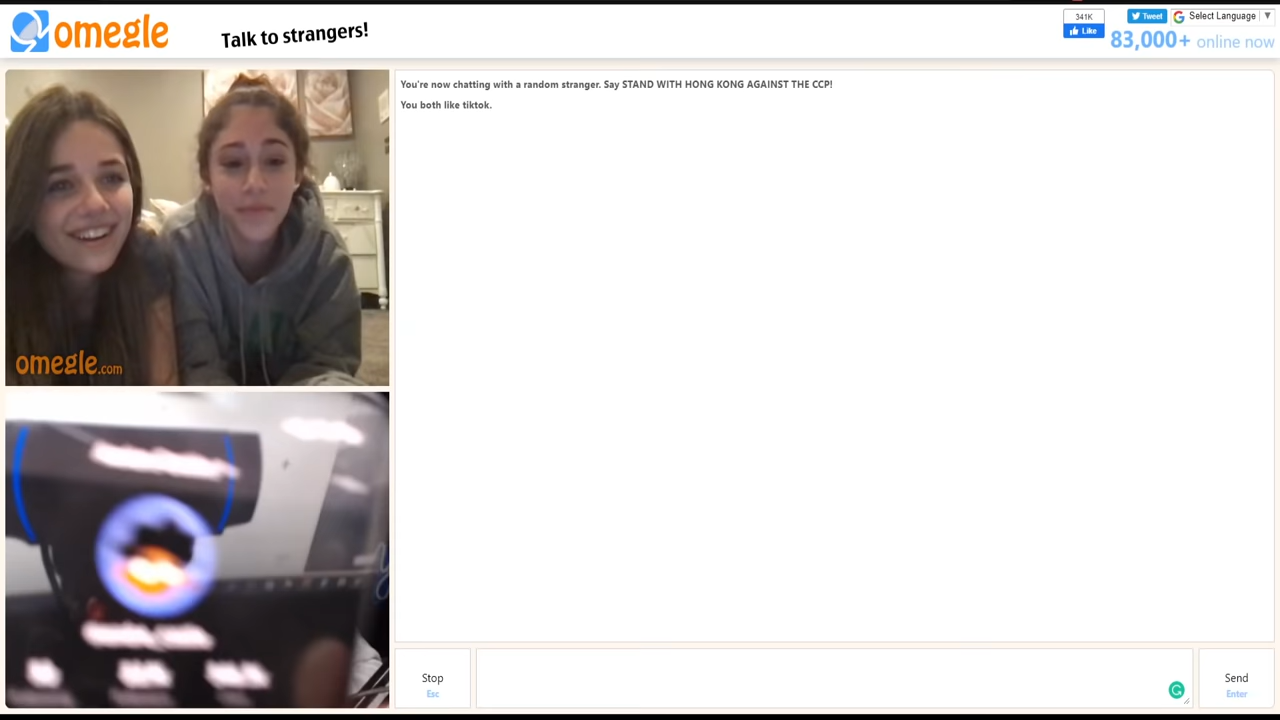 omegle
Talk to strangers!
341K
Like
Tweet
Select Language
83,000+ online now
You're now chatting with a random stranger. Say STAND WITH HONG KONG AGAINST THE CCP!
You both like tiktok.
omegle.com
Stop
Esc
Send
Enter